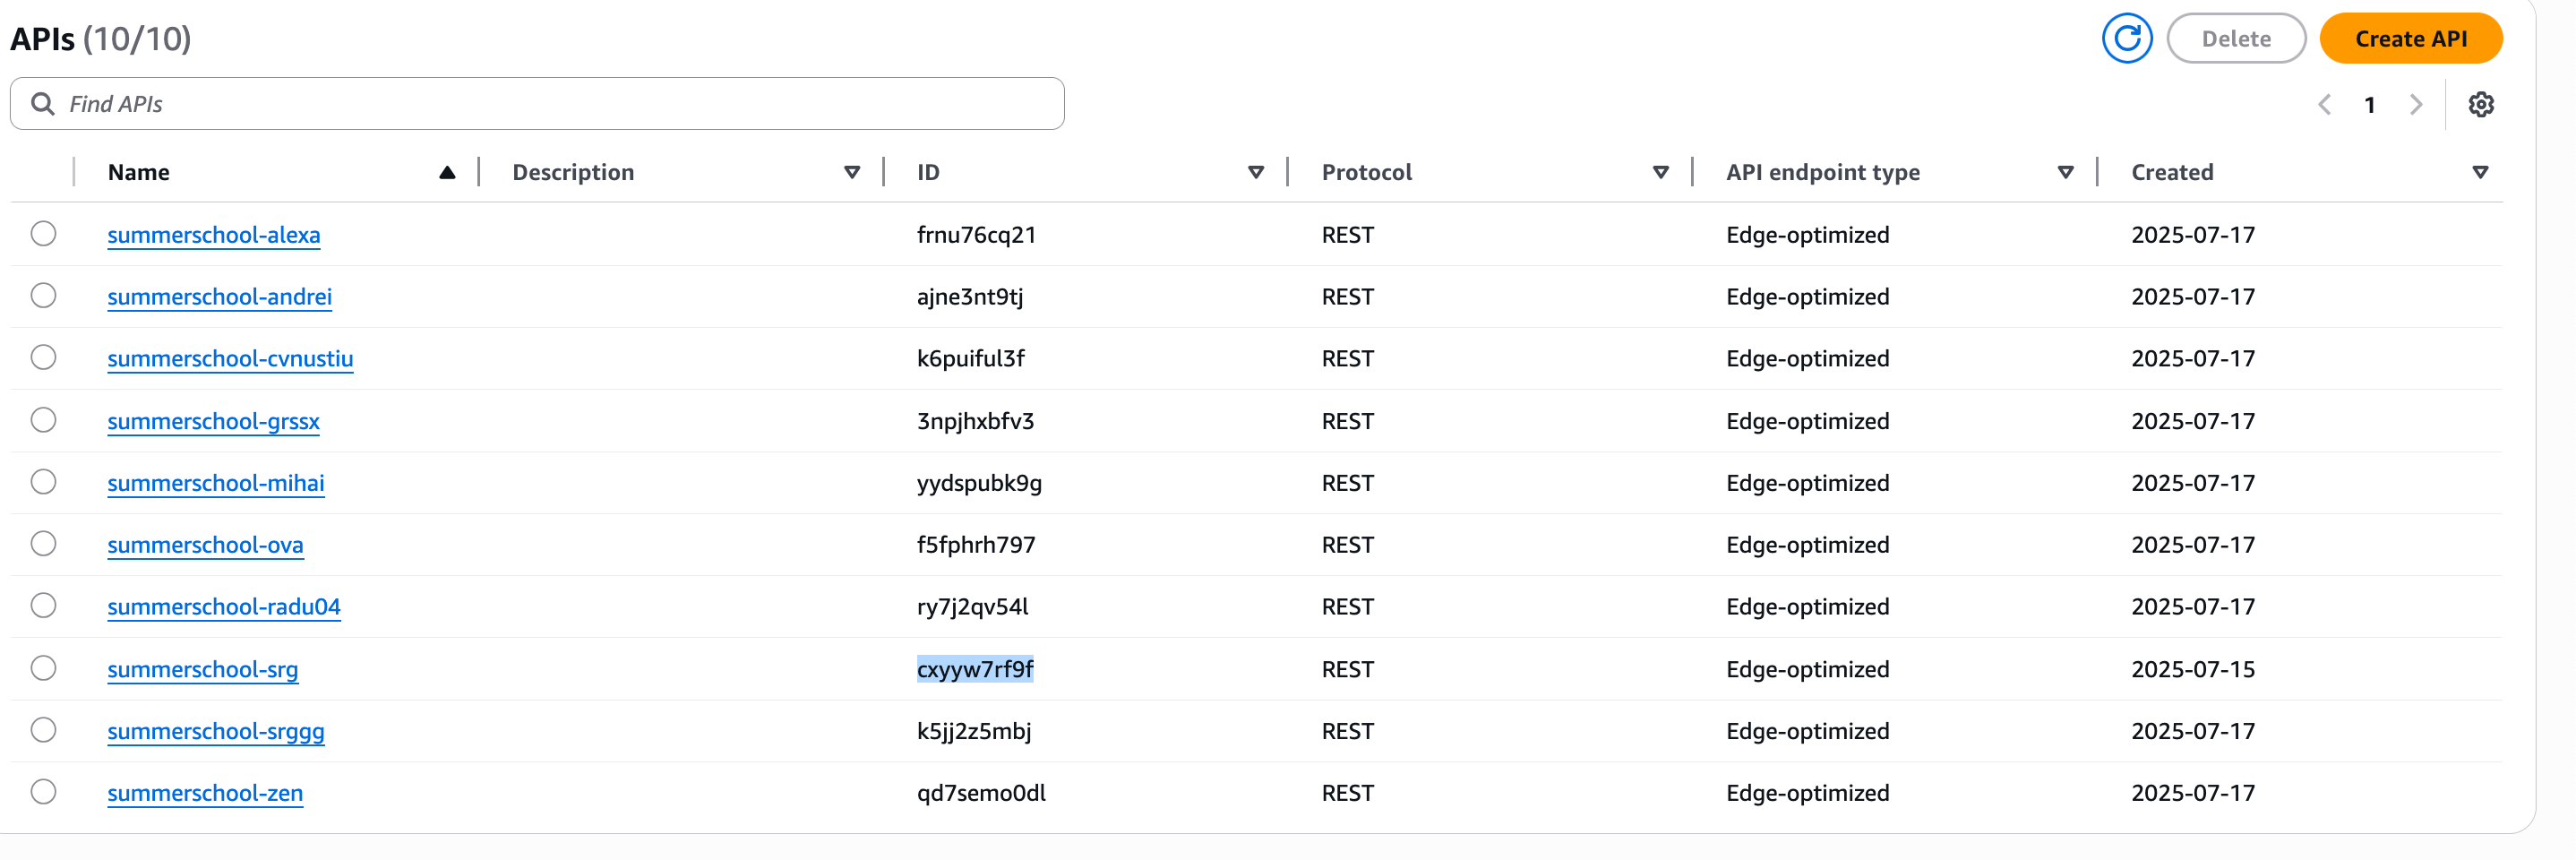 APIs (10/10)
Delete
Create API
Find APIs
1
Name Description ID Protocol API endpoint type Created
summerschool-alexa frnu76cq21 REST Edge-optimized 2025-07-17
summerschool-andrei ajne3nt9tj REST Edge-optimized 2025-07-17
summerschool-cvnustiu k6puiful3f REST Edge-optimized 2025-07-17
summerschool-grssx 3npjhxbfv3 REST Edge-optimized 2025-07-17
summerschool-mihai yydspubk9g REST Edge-optimized 2025-07-17
summerschool-ova f5fphrh797 REST Edge-optimized 2025-07-17
summerschool-radu04 ry7j2qv54l REST Edge-optimized 2025-07-17
summerschool-srg cxyyw7rf9f REST Edge-optimized 2025-07-15
summerschool-srggg k5jj2z5mbj REST Edge-optimized 2025-07-17
summerschool-zen qd7semo0dl REST Edge-optimized 2025-07-17